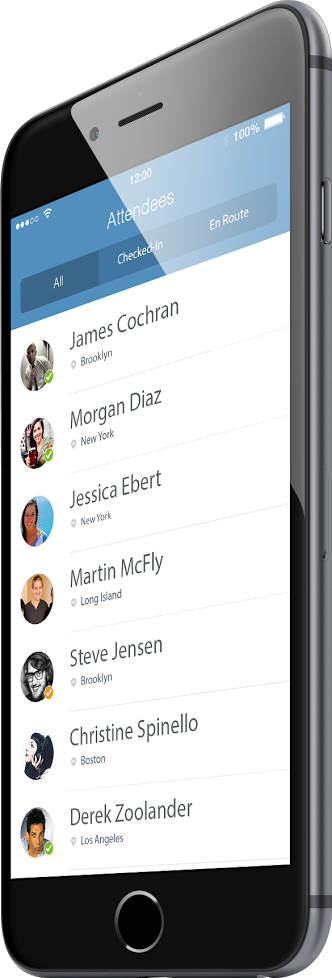 12:00
100%
Attendees
All
Checked-In
En Route
James Cochran
Brooklyn
Morgan Diaz
New York
Jessica Ebert
New York
Martin McFly
Long Island
Steve Jensen
Brooklyn
Christine Spinello
Boston
Derek Zoolander
Los Angeles